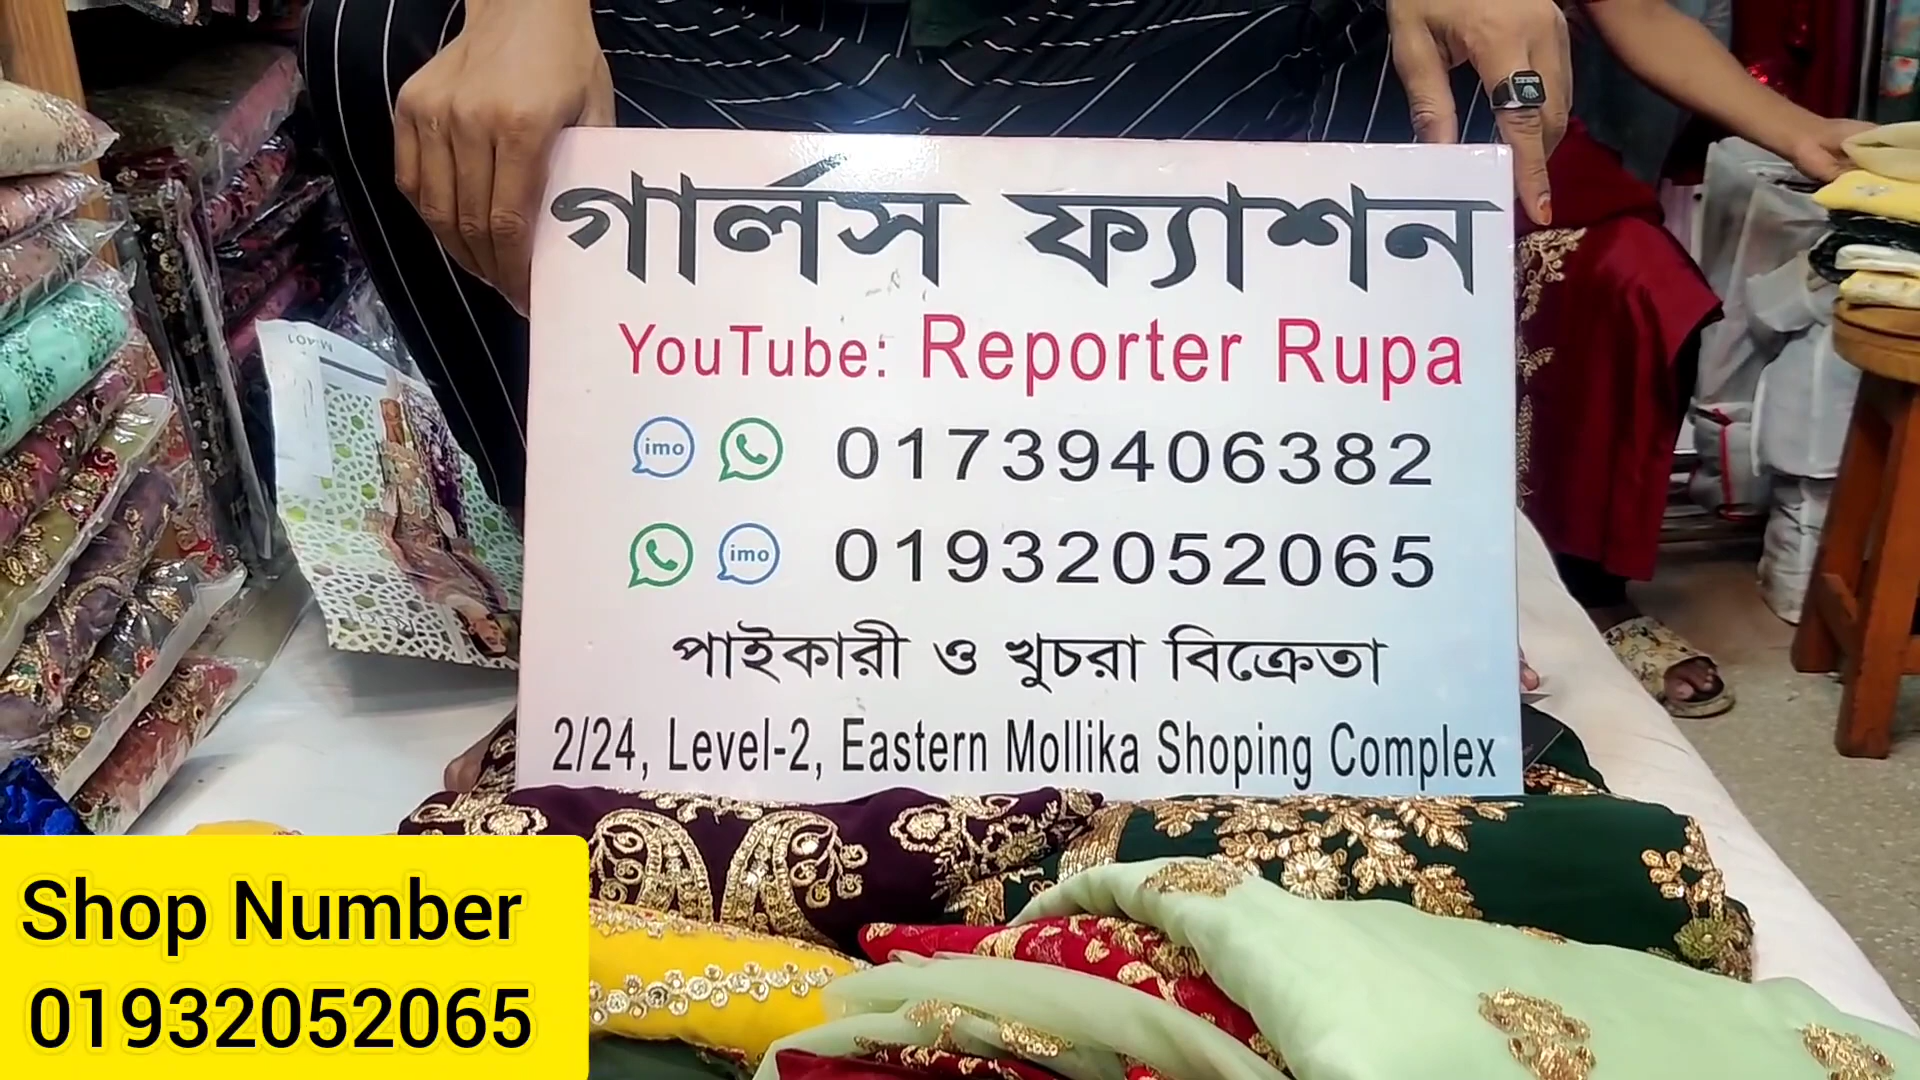 গার্লস ফ্যাশন
YouTube: Reporter Rupa
imo 01739406382
imo 01932052065
পাইকারী ও খুচরা বিক্রেতা
2/24, Level-2, Eastern Mollika Shoping Complex
M-401
Shop Number
01932052065